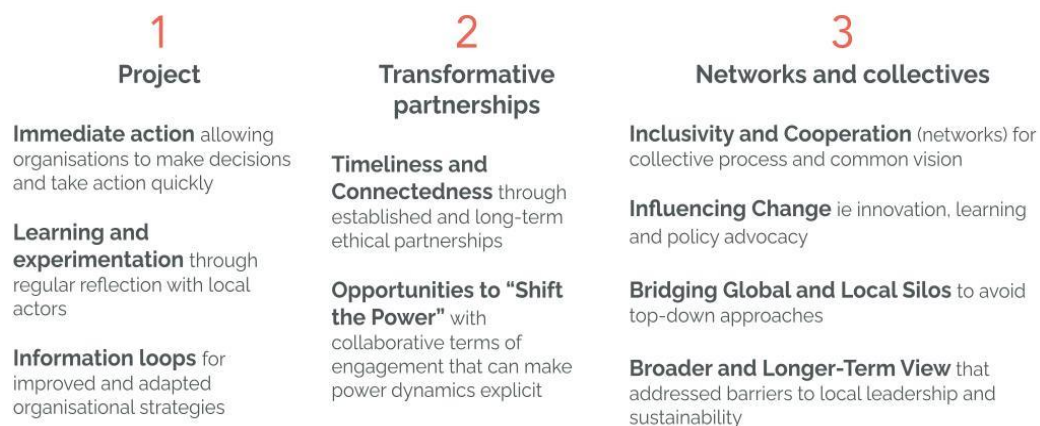 1
Project
Immediate action allowing
organisations to make decisions
and take action quickly
Learning and
experimentation through
regular reflection with local
actors
Information loops for
improved and adapted
organisational strategies
2
Transformative
partnerships
Timeliness and
Connectedness through
established and long-term
ethical partnerships
Opportunities to “Shift
the Power” with
collaborative terms of
engagement that can make
power dynamics explicit
3
Networks and collectives
Inclusivity and Cooperation (networks) for
collective process and common vision
Influencing Change ie innovation, learning
and policy advocacy
Bridging Global and Local Silos to avoid
top-down approaches
Broader and Longer-Term View that
addressed barriers to local leadership and
sustainability